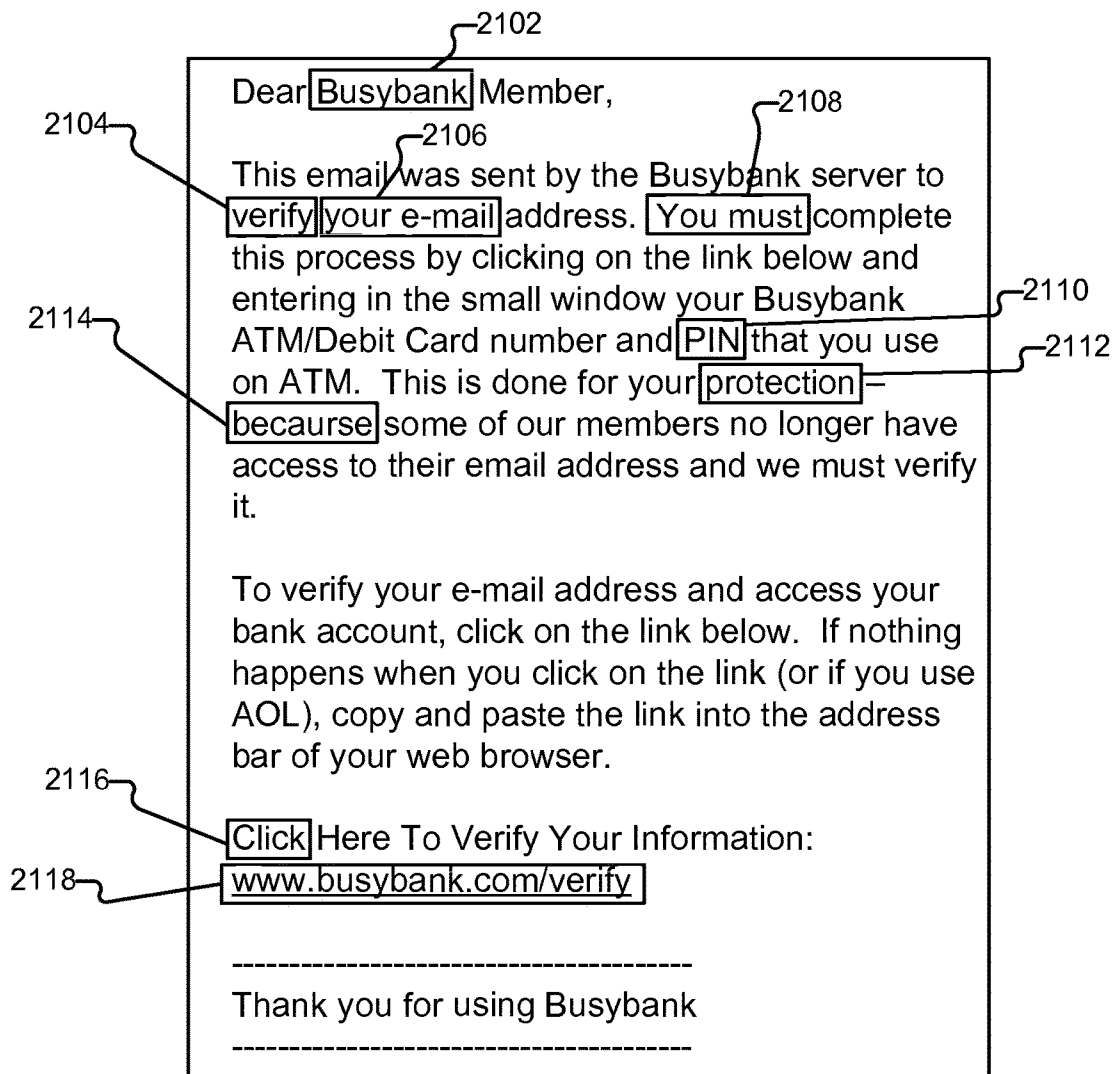 2102
Dear Busybank Member,
2108
2104
2106
This email was sent by the Busybank server to
verify your e-mail address. You must complete
this process by clicking on the link below and
entering in the small window your Busybank
2110
2114
ATM/Debit Card number and PIN that you use
2112
on ATM. This is done for your protection –
becaurse some of our members no longer have
access to their email address and we must verify
it.
To verify your e-mail address and access your
bank account, click on the link below. If nothing
happens when you click on the link (or if you use
AOL), copy and paste the link into the address
bar of your web browser.
2116
Click Here To Verify Your Information:
2118
www.busybank.com/verify
---------------------------------------
Thank you for using Busybank
---------------------------------------